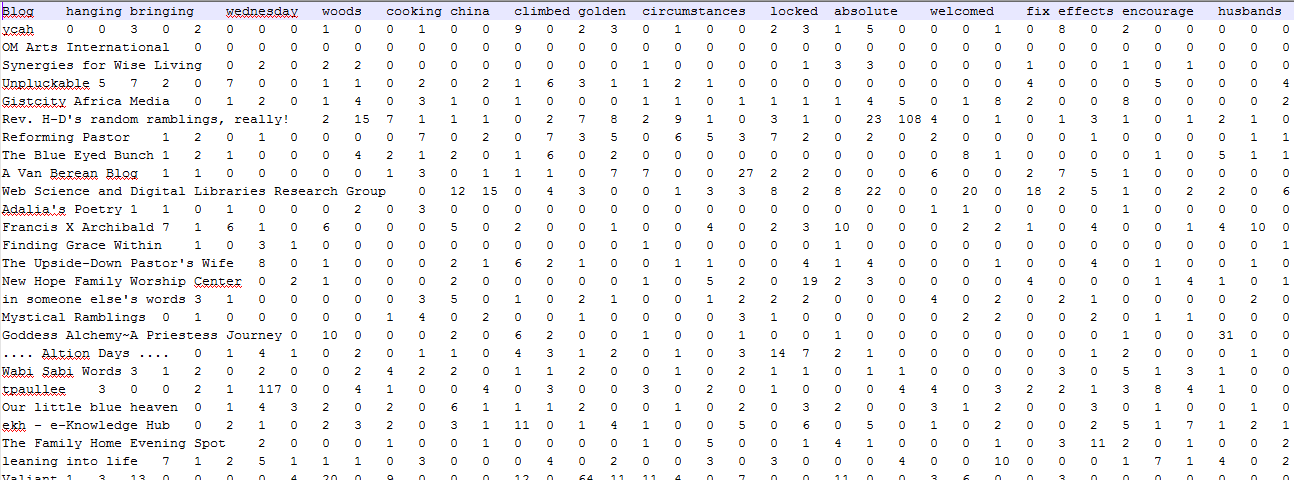 Blog hanging bringing wednesday woods cooking china climbed golden circumstances locked absolute welcomed fix effects encourage husbands
ycah 0 0 3 0 2 0 0 0 1 0 0 1 0 0 9 0 2 3 0 1 0 0 2 3 1 5 0 0 0 1 0 8 0 2 0 0 0 0 0
OM Arts International 0 0 0 0 0 0 0 0 0 0 0 0 0 0 0 0 0 0 0 0 0 0 0 0 0 0 0 0 0 0 0 0 0 0 0
Synergies for Wise Living 0 2 0 2 2 0 0 0 0 0 0 0 0 1 0 0 0 0 1 3 3 0 0 0 0 1 0 0 1 0 1 0 0 0
Unpluckable 5 7 2 0 7 0 0 1 1 0 2 0 2 1 6 3 1 1 2 1 0 0 0 0 0 0 0 0 0 4 0 0 0 5 0 0 0 4
Gistcity Africa Media 0 1 2 0 1 4 0 3 1 0 1 0 0 0 1 1 0 1 1 1 1 4 5 0 1 8 2 0 0 8 0 0 0 0 2
Rev. H-D's random ramblings, really! 2 15 7 1 1 1 0 2 7 8 2 9 1 0 3 1 0 23 108 4 0 0 1 0 1 3 1 0 1 2 1 0
Reforming Pastor 1 2 0 1 0 0 0 0 7 0 2 0 7 3 5 0 6 5 3 7 2 0 2 0 2 0 0 0 0 1 0 0 0 0 1 1
The Blue Eyed Bunch 1 2 1 0 0 0 4 2 1 2 0 1 6 0 2 0 0 0 0 0 0 0 0 0 0 8 1 0 0 0 0 1 0 5 1 1
A Van Berean Blog 1 1 0 0 0 0 0 1 3 0 1 1 1 0 7 7 0 0 27 2 2 0 0 0 6 0 0 2 7 5 1 0 0 0 0 0
Web Science and Digital Libraries Research Group 0 12 15 0 4 3 0 0 1 3 3 8 2 8 22 0 0 20 0 18 2 5 1 0 2 2 0 6
Adalia's Poetry 1 1 0 1 0 0 0 2 0 3 0 0 0 0 0 0 0 0 0 0 0 0 0 0 0 1 1 0 0 0 0 1 0 0 0 0 0
Francis X Archibald 7 1 6 1 0 6 0 0 0 5 0 2 0 0 1 0 0 4 0 2 3 10 0 0 0 2 2 1 0 4 0 0 1 4 10 0
Finding Grace Within 1 0 3 1 0 0 0 0 0 0 0 0 0 0 1 0 0 0 0 0 1 0 0 0 0 0 0 0 0 0 0 0 0 0 1
The Upside-Down Pastor's Wife 8 0 1 0 0 0 2 1 6 2 1 0 0 1 1 0 0 4 1 4 0 0 0 1 0 0 4 0 0 0 0 0 0
New Hope Family Worship Center 0 2 1 0 0 0 0 2 0 0 0 0 0 0 1 5 2 0 19 2 3 0 0 0 0 4 0 0 0 1 4 1 0 1
in someone else's words 3 1 0 0 0 0 0 3 5 0 1 0 2 1 0 0 1 2 2 2 0 0 0 4 0 2 0 2 1 0 0 0 0 2 0
Mystical Ramblings 0 1 0 0 0 0 0 1 4 0 2 0 0 1 0 0 0 0 3 1 0 0 0 0 0 2 2 0 0 2 0 1 1 0 0 0
Goddess Alchemy~A Priestess Journey 0 10 0 0 0 2 0 6 2 0 0 1 0 0 1 0 1 0 0 0 0 0 0 0 0 0 1 0 0 31 0 0
.... Altion Days .... 0 1 4 1 0 2 0 1 1 0 4 3 1 2 0 1 0 3 14 7 2 1 0 0 0 0 0 0 1 2 0 0 0 0 1
Wabi Sabi Words 3 1 2 0 2 0 0 2 4 2 2 0 1 1 2 0 0 1 0 2 1 1 0 1 1 0 0 0 0 0 3 0 5 1 3 0 0 0
tpaullee 3 0 0 2 1 117 0 0 4 1 0 0 4 0 3 0 0 3 0 2 0 1 0 0 0 4 4 0 3 2 2 1 3 8 4 1 0 0
Our little blue heaven 0 1 4 3 0 2 0 2 0 6 1 1 1 2 0 0 1 0 2 0 3 2 0 0 3 1 2 0 0 3 0 1 0 0 1 0
ekh - e-Knowledge Hub 0 2 1 0 2 3 2 0 3 1 11 0 1 4 1 0 0 5 0 6 0 5 0 0 1 2 0 0 0 2 5 1 7 1 2 1
The Family Home Evening Spot 2 0 0 0 1 0 0 0 1 0 0 0 0 0 5 0 0 1 4 1 0 0 0 1 0 3 11 2 0 1 0 0 2
leaning into life 7 1 2 5 1 1 1 0 3 0 0 0 4 0 2 0 0 3 0 3 0 0 0 4 0 0 10 0 0 0 1 7 1 4 0 2
Valiant 1 3 13 0 0 0 0 4 20 0 9 0 0 0 12 0 64 11 11 4 0 7 0 0 11 0 0 3 6 0 0 3 0 0 0 0 0 0 0